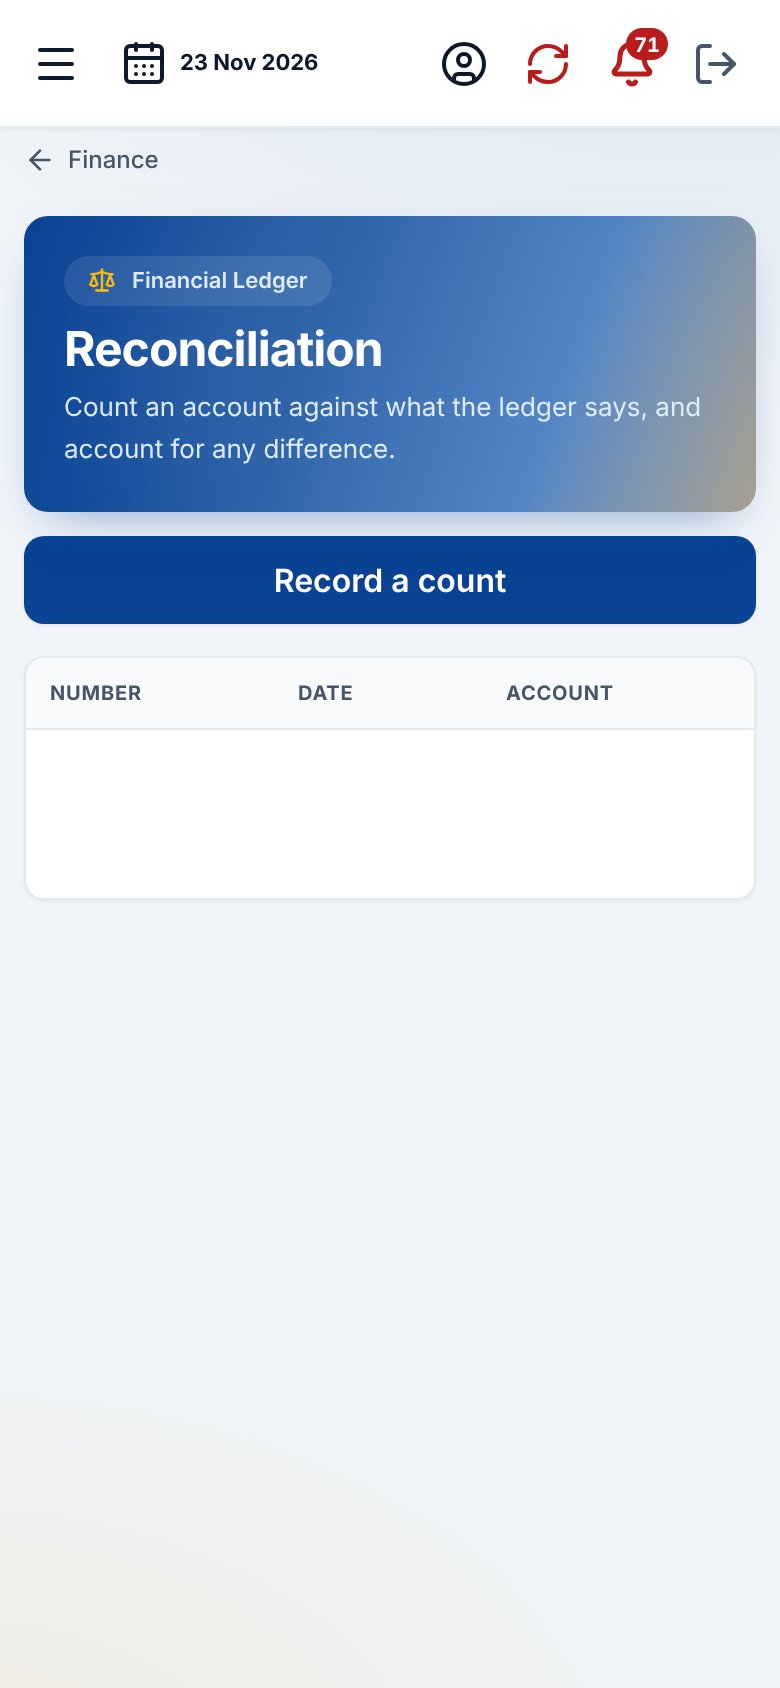 23 Nov 2026
71
Finance
Financial Ledger
Reconciliation
Count an account against what the ledger says, and
account for any difference.
Record a count
NUMBER DATE ACCOUNT